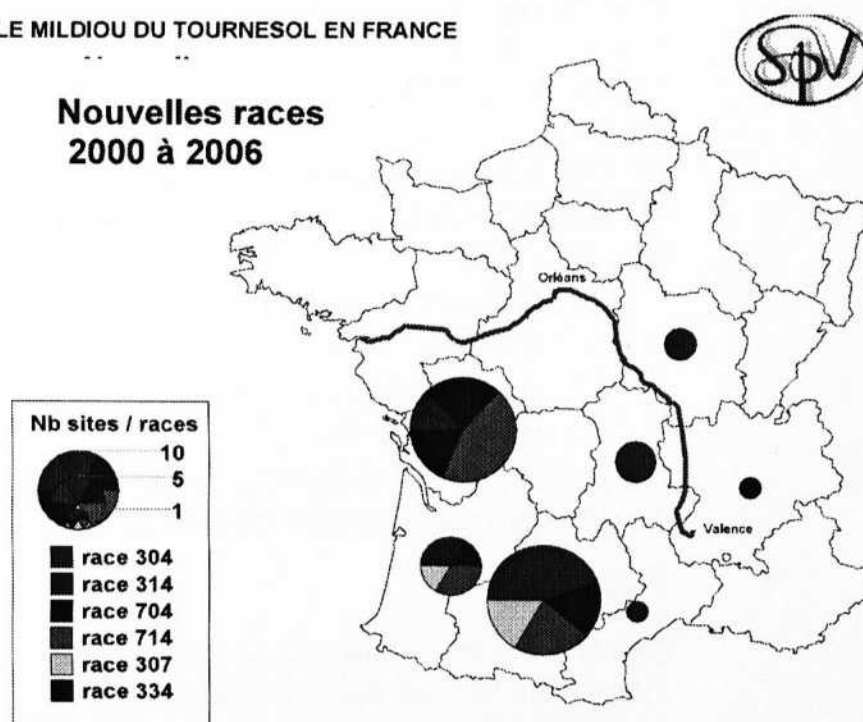 LE MILDIOU DU TOURNESOL EN FRANCE
Nouvelles races
2000 à 2006
SPV
Orléans
Valence
Nb sites / races
10
5
1
race 304
race 314
race 704
race 714
race 307
race 334